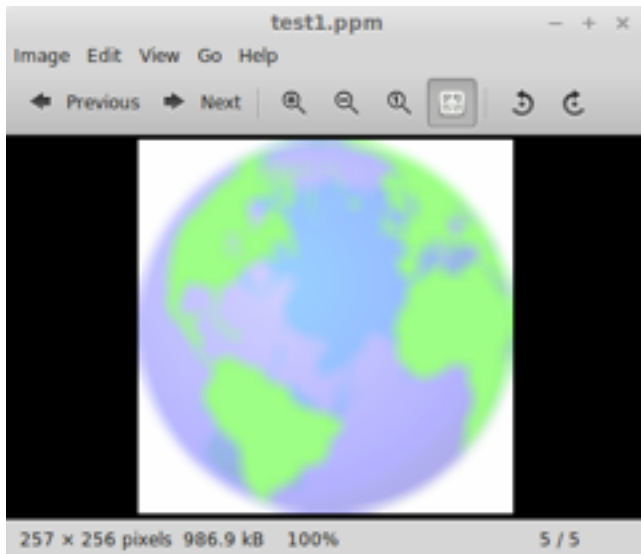 test1.ppm
Image Edit View Go Help
Previous Next
257 × 256 pixels 986.9 kB 100% 5 / 5